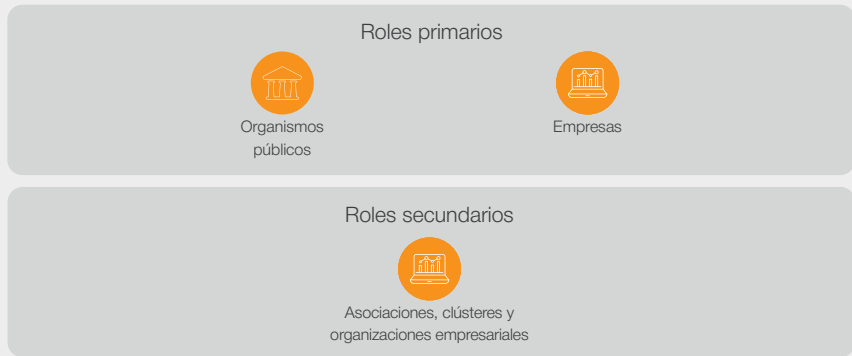 Roles primarios
Organismos
públicos
Empresas
Roles secundarios
Asociaciones, clústeres y
organizaciones empresariales